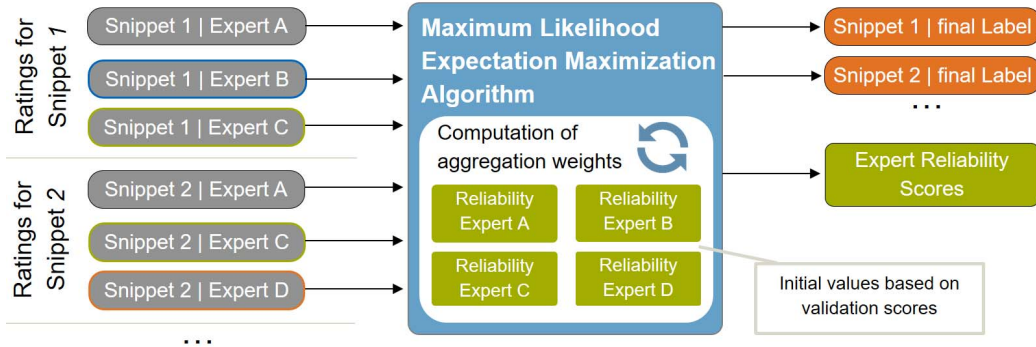 Ratings for
Snippet 1
Snippet 1 | Expert A
Snippet 1 | Expert B
Snippet 1 | Expert C
Ratings for
Snippet 2
Snippet 2 | Expert A
Snippet 2 | Expert C
Snippet 2 | Expert D
...
Maximum Likelihood
Expectation Maximization
Algorithm
Computation of
aggregation weights
Reliability
Expert A
Reliability
Expert B
Reliability
Expert C
Reliability
Expert D
Snippet 1 | final Label
Snippet 2 | final Label
...
Expert Reliability
Scores
Initial values based on
validation scores